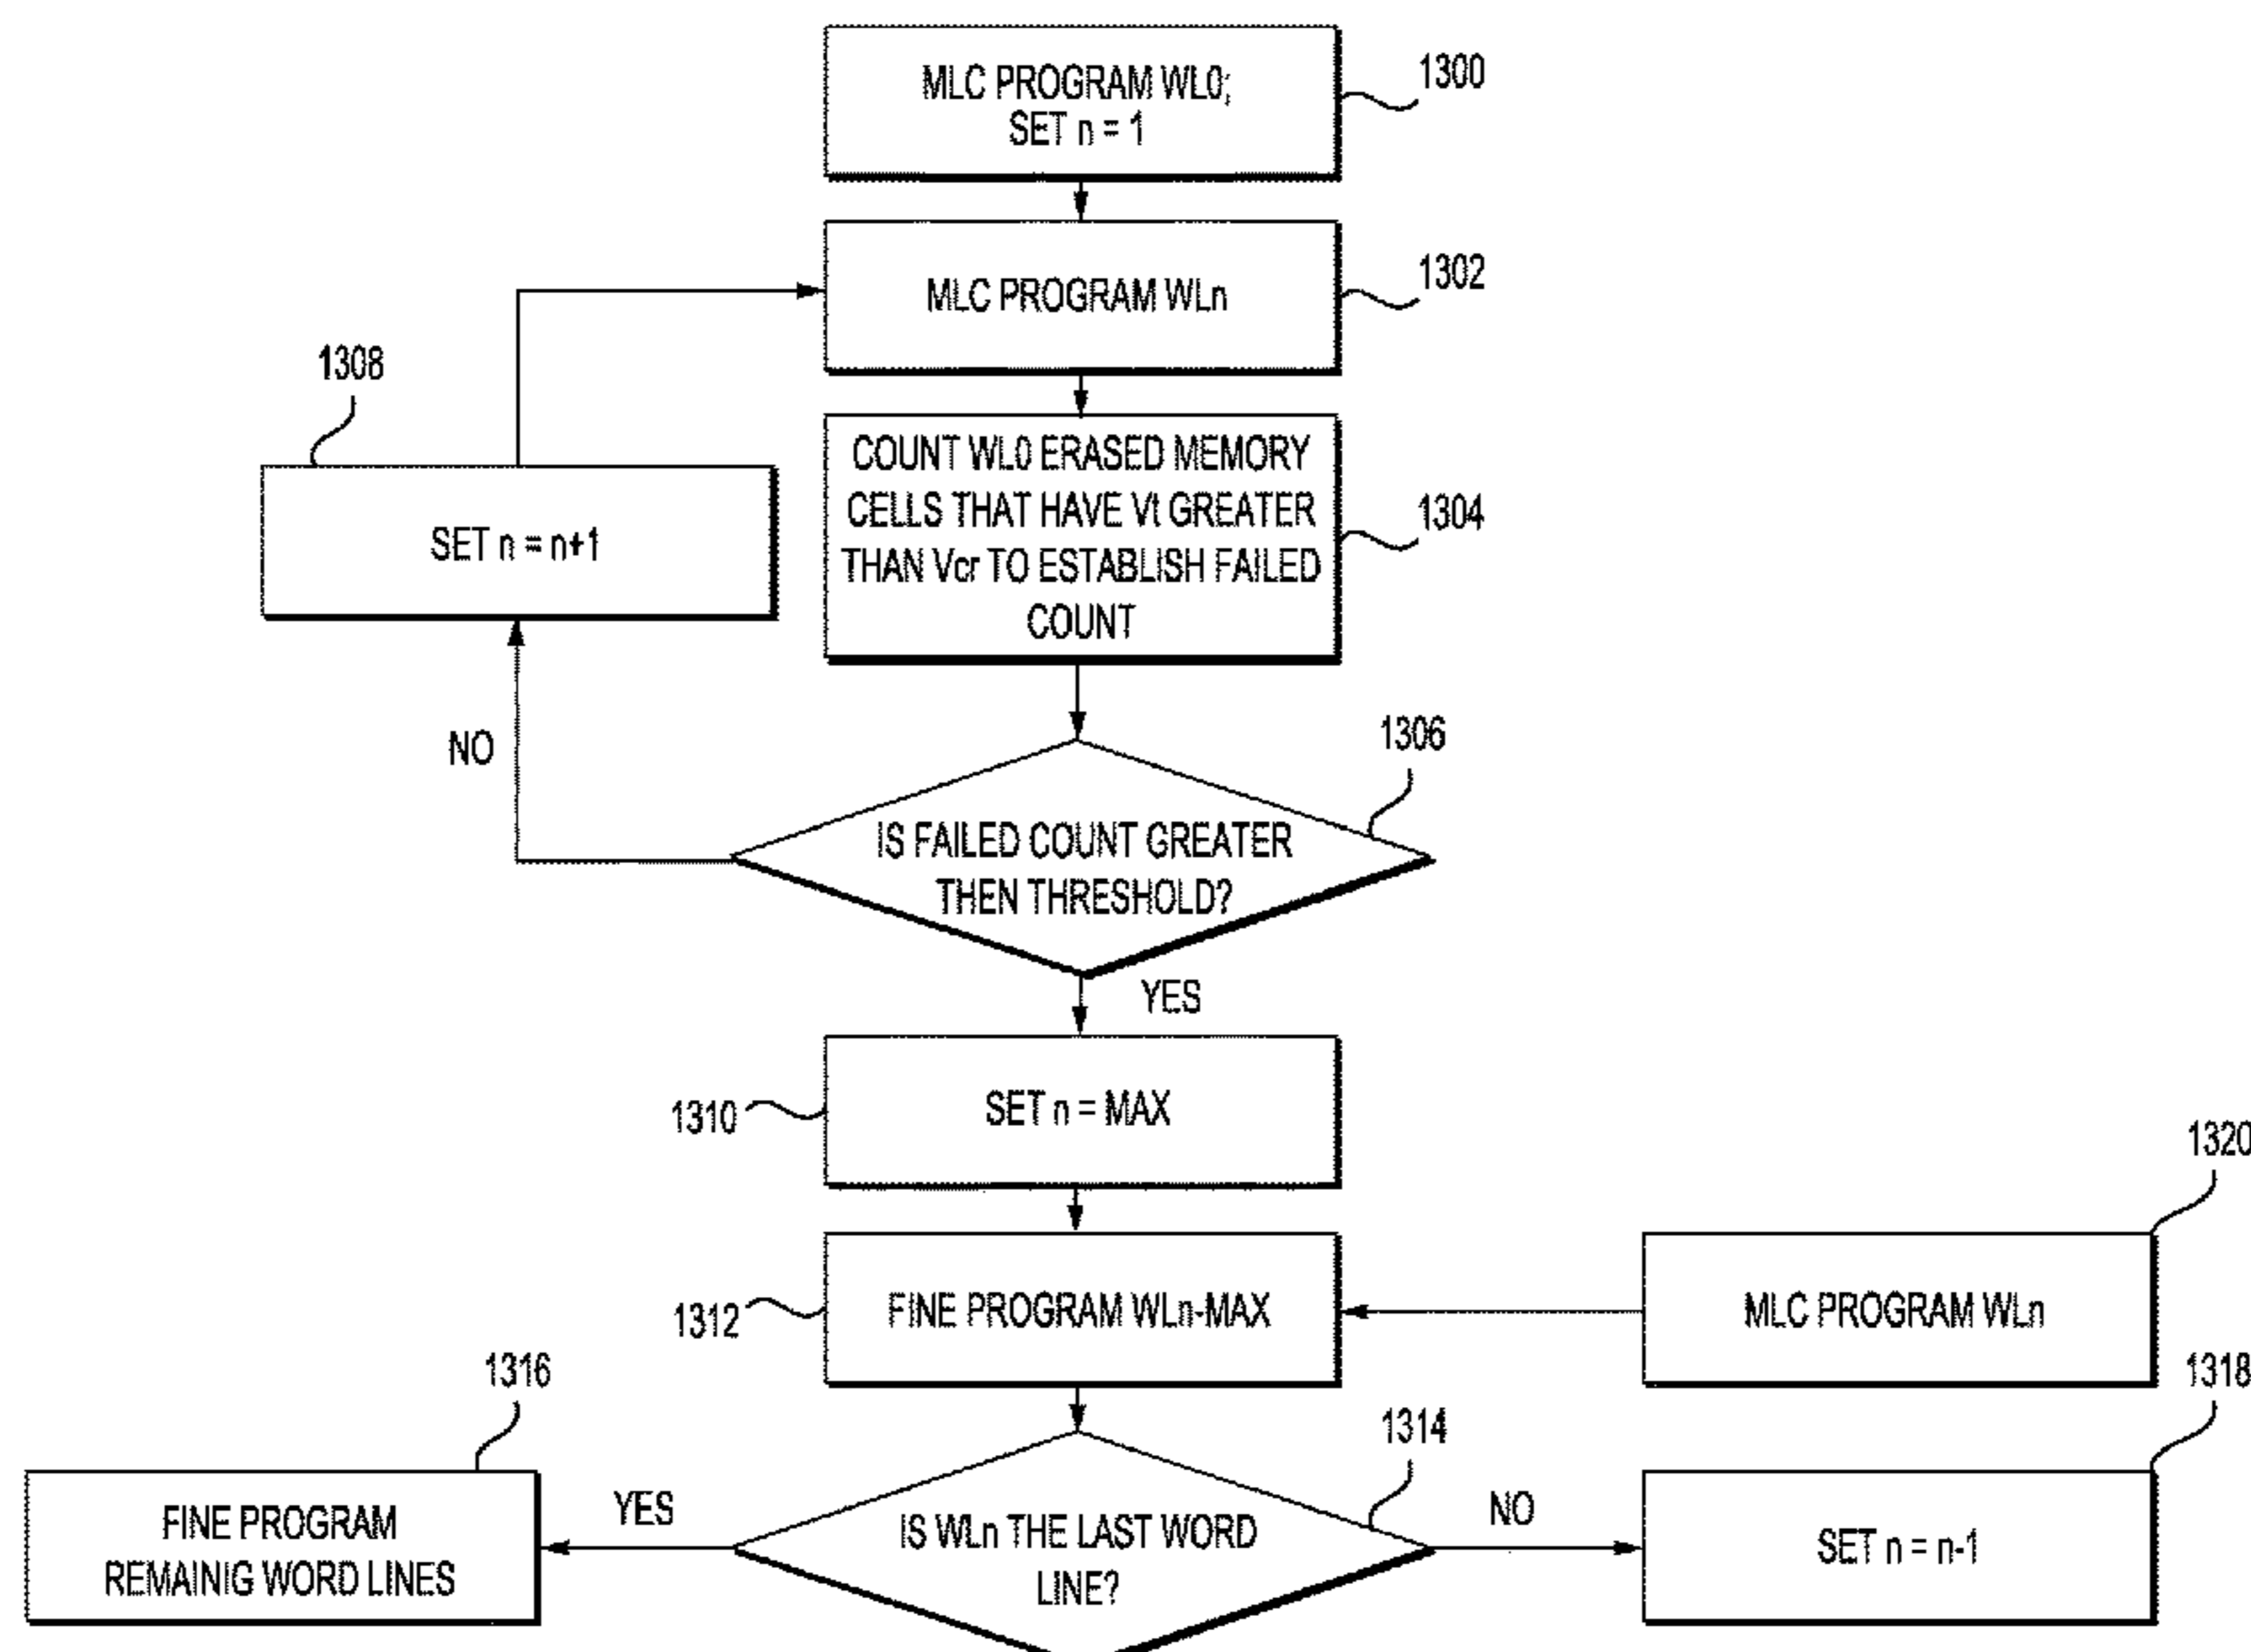 MLC PROGRAM WL0;
SET n = 1
1300
MLC PROGRAM WLn
1302
1308
SET n = n+1
COUNT WL0 ERASED MEMORY
CELLS THAT HAVE Vt GREATER
THAN Vcr TO ESTABLISH FAILED
COUNT
1304
NO
1306
IS FAILED COUNT GREATER
THEN THRESHOLD?
YES
1310
SET n = MAX
1320
1312
FINE PROGRAM WLn-MAX
MLC PROGRAM WLn
1316
1314
1318
FINE PROGRAM
REMAINIG WORD LINES
YES
IS WLn THE LAST WORD
LINE?
NO
SET n = n-1